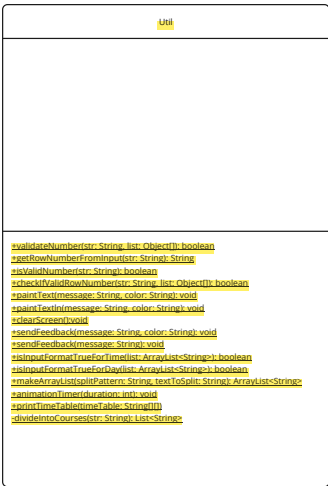 Util
+validateNumber(str: String, list: Object[]): boolean
+getRowNumberFromInput(str: String): String
+isValidNumber(str: String): boolean
+checkIfValidRowNumber(str: String, list: Object[]): boolean
+paintText(message: String, color: String): void
+paintTextln(message: String, color: String): void
+clearScreen():void
+sendFeedback(message: String, color: String): void
+sendFeedback(message: String): void
+isInputFormatTrueForTime(list: ArrayList<String>): boolean
+isInputFormatTrueForDay(list: ArrayList<String>): boolean
+makeArrayList(splitPattern: String, textToSplit: String): ArrayList<String>
+animationTimer(duration: int): void
+printTimeTable(timeTable: String[][])
-divideIntoCourses(str: String): List<String>